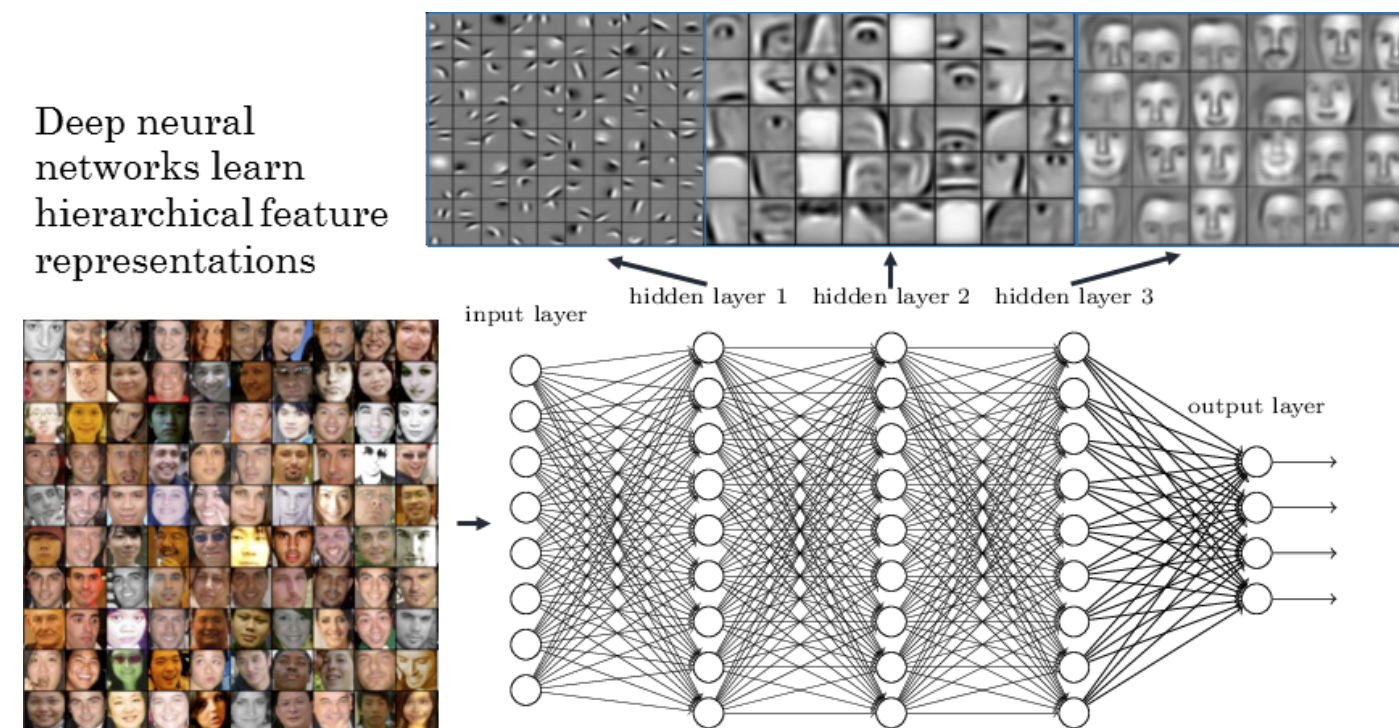 Deep neural
networks learn
hierarchical feature
representations
hidden layer 1
hidden layer 2
hidden layer 3
input layer
output layer